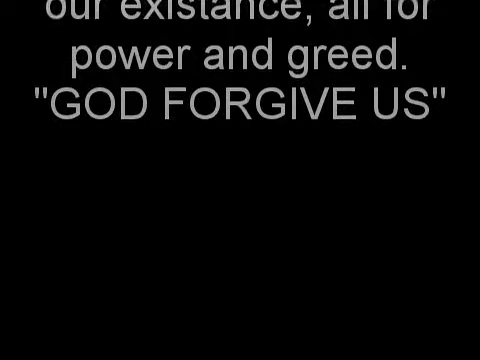 our existance, all for
power and greed.
"GOD FORGIVE US"